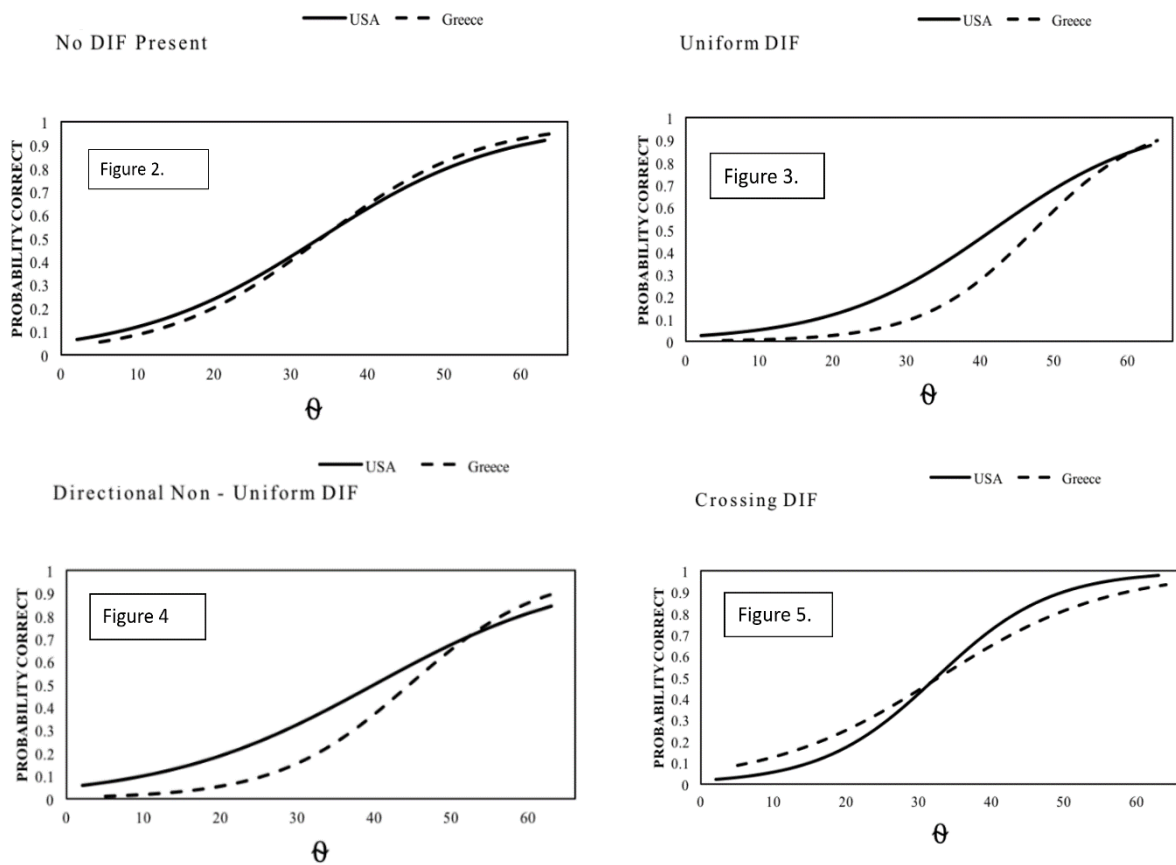 USA Greece
No DIF Present
PROBABILITY CORRECT
1
0.9
0.8
0.7
0.6
0.5
0.4
0.3
0.2
0.1
0
Figure 2.
0 10 20 30 40 50 60
θ
USA Greece
Uniform DIF
PROBABILITY CORRECT
1
0.9
0.8
0.7
0.6
0.5
0.4
0.3
0.2
0.1
0
Figure 3.
0 10 20 30 40 50 60
θ
USA Greece
Directional Non - Uniform DIF
PROBABILITY CORRECT
1
0.9
0.8
0.7
0.6
0.5
0.4
0.3
0.2
0.1
0
Figure 4
0 10 20 30 40 50 60
θ
USA Greece
Crossing DIF
PROBABILITY CORRECT
1
0.9
0.8
0.7
0.6
0.5
0.4
0.3
0.2
0.1
0
Figure 5.
0 10 20 30 40 50 60
θ